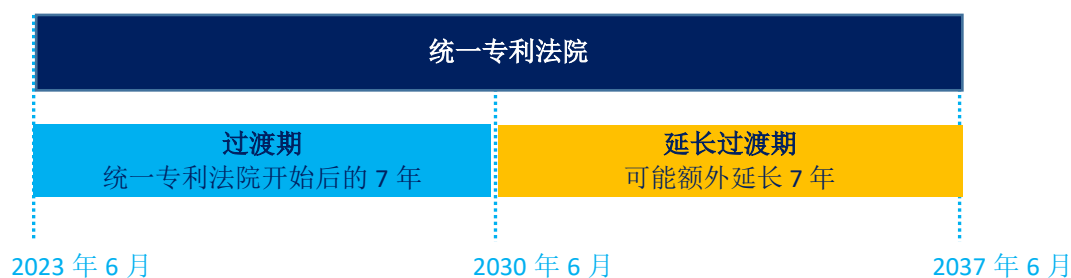 统一专利法院
过渡期
统一专利法院开始后的 7 年
延长过渡期
可能额外延长 7 年
2023 年 6 月
2030 年 6 月
2037 年 6 月